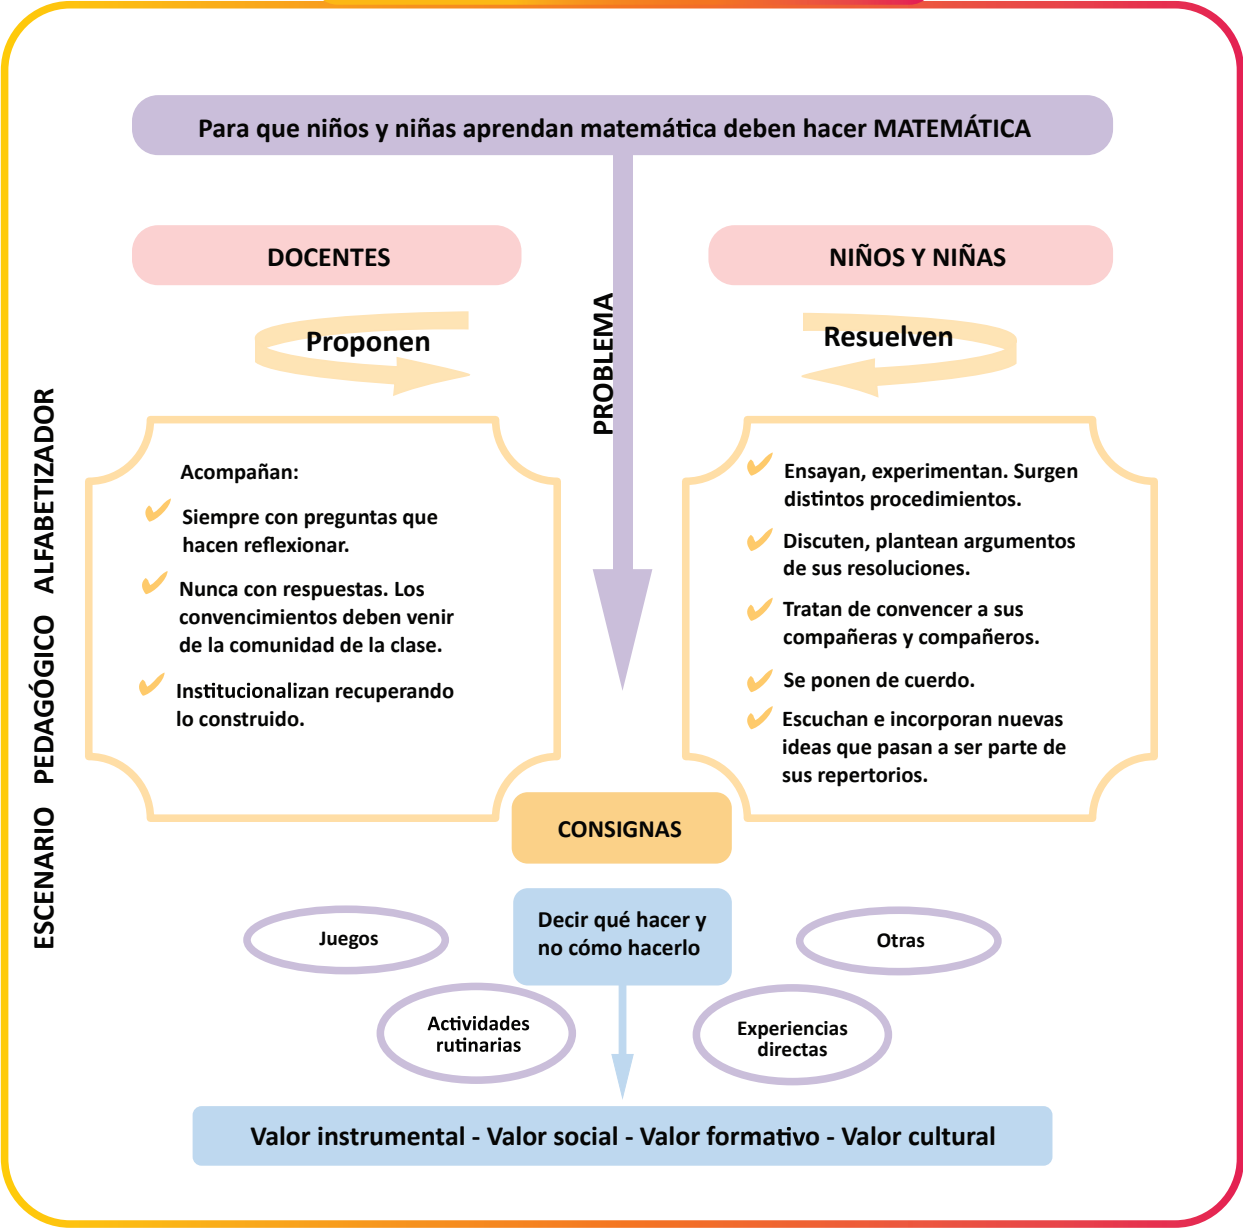 Para que niños y niñas aprendan matemática deben hacer MATEMÁTICA
DOCENTES
NIÑOS Y NIÑAS
Proponen
Resuelven
PROBLEMA
ESCENARIO PEDAGÓGICO ALFABETIZADOR
Acompañan:
Siempre con preguntas que
hacen reflexionar.
Nunca con respuestas. Los
convencimientos deben venir
de la comunidad de la clase.
Institucionalizan recuperando
lo construido.
Ensayan, experimentan. Surgen
distintos procedimientos.
Discuten, plantean argumentos
de sus resoluciones.
Tratan de convencer a sus
compañeras y compañeros.
Se ponen de cuerdo.
Escuchan e incorporan nuevas
ideas que pasan a ser parte de
sus repertorios.
CONSIGNAS
Decir qué hacer y
no cómo hacerlo
Juegos
Otras
Actividades
rutinarias
Experiencias
directas
Valor instrumental - Valor social - Valor formativo - Valor cultural